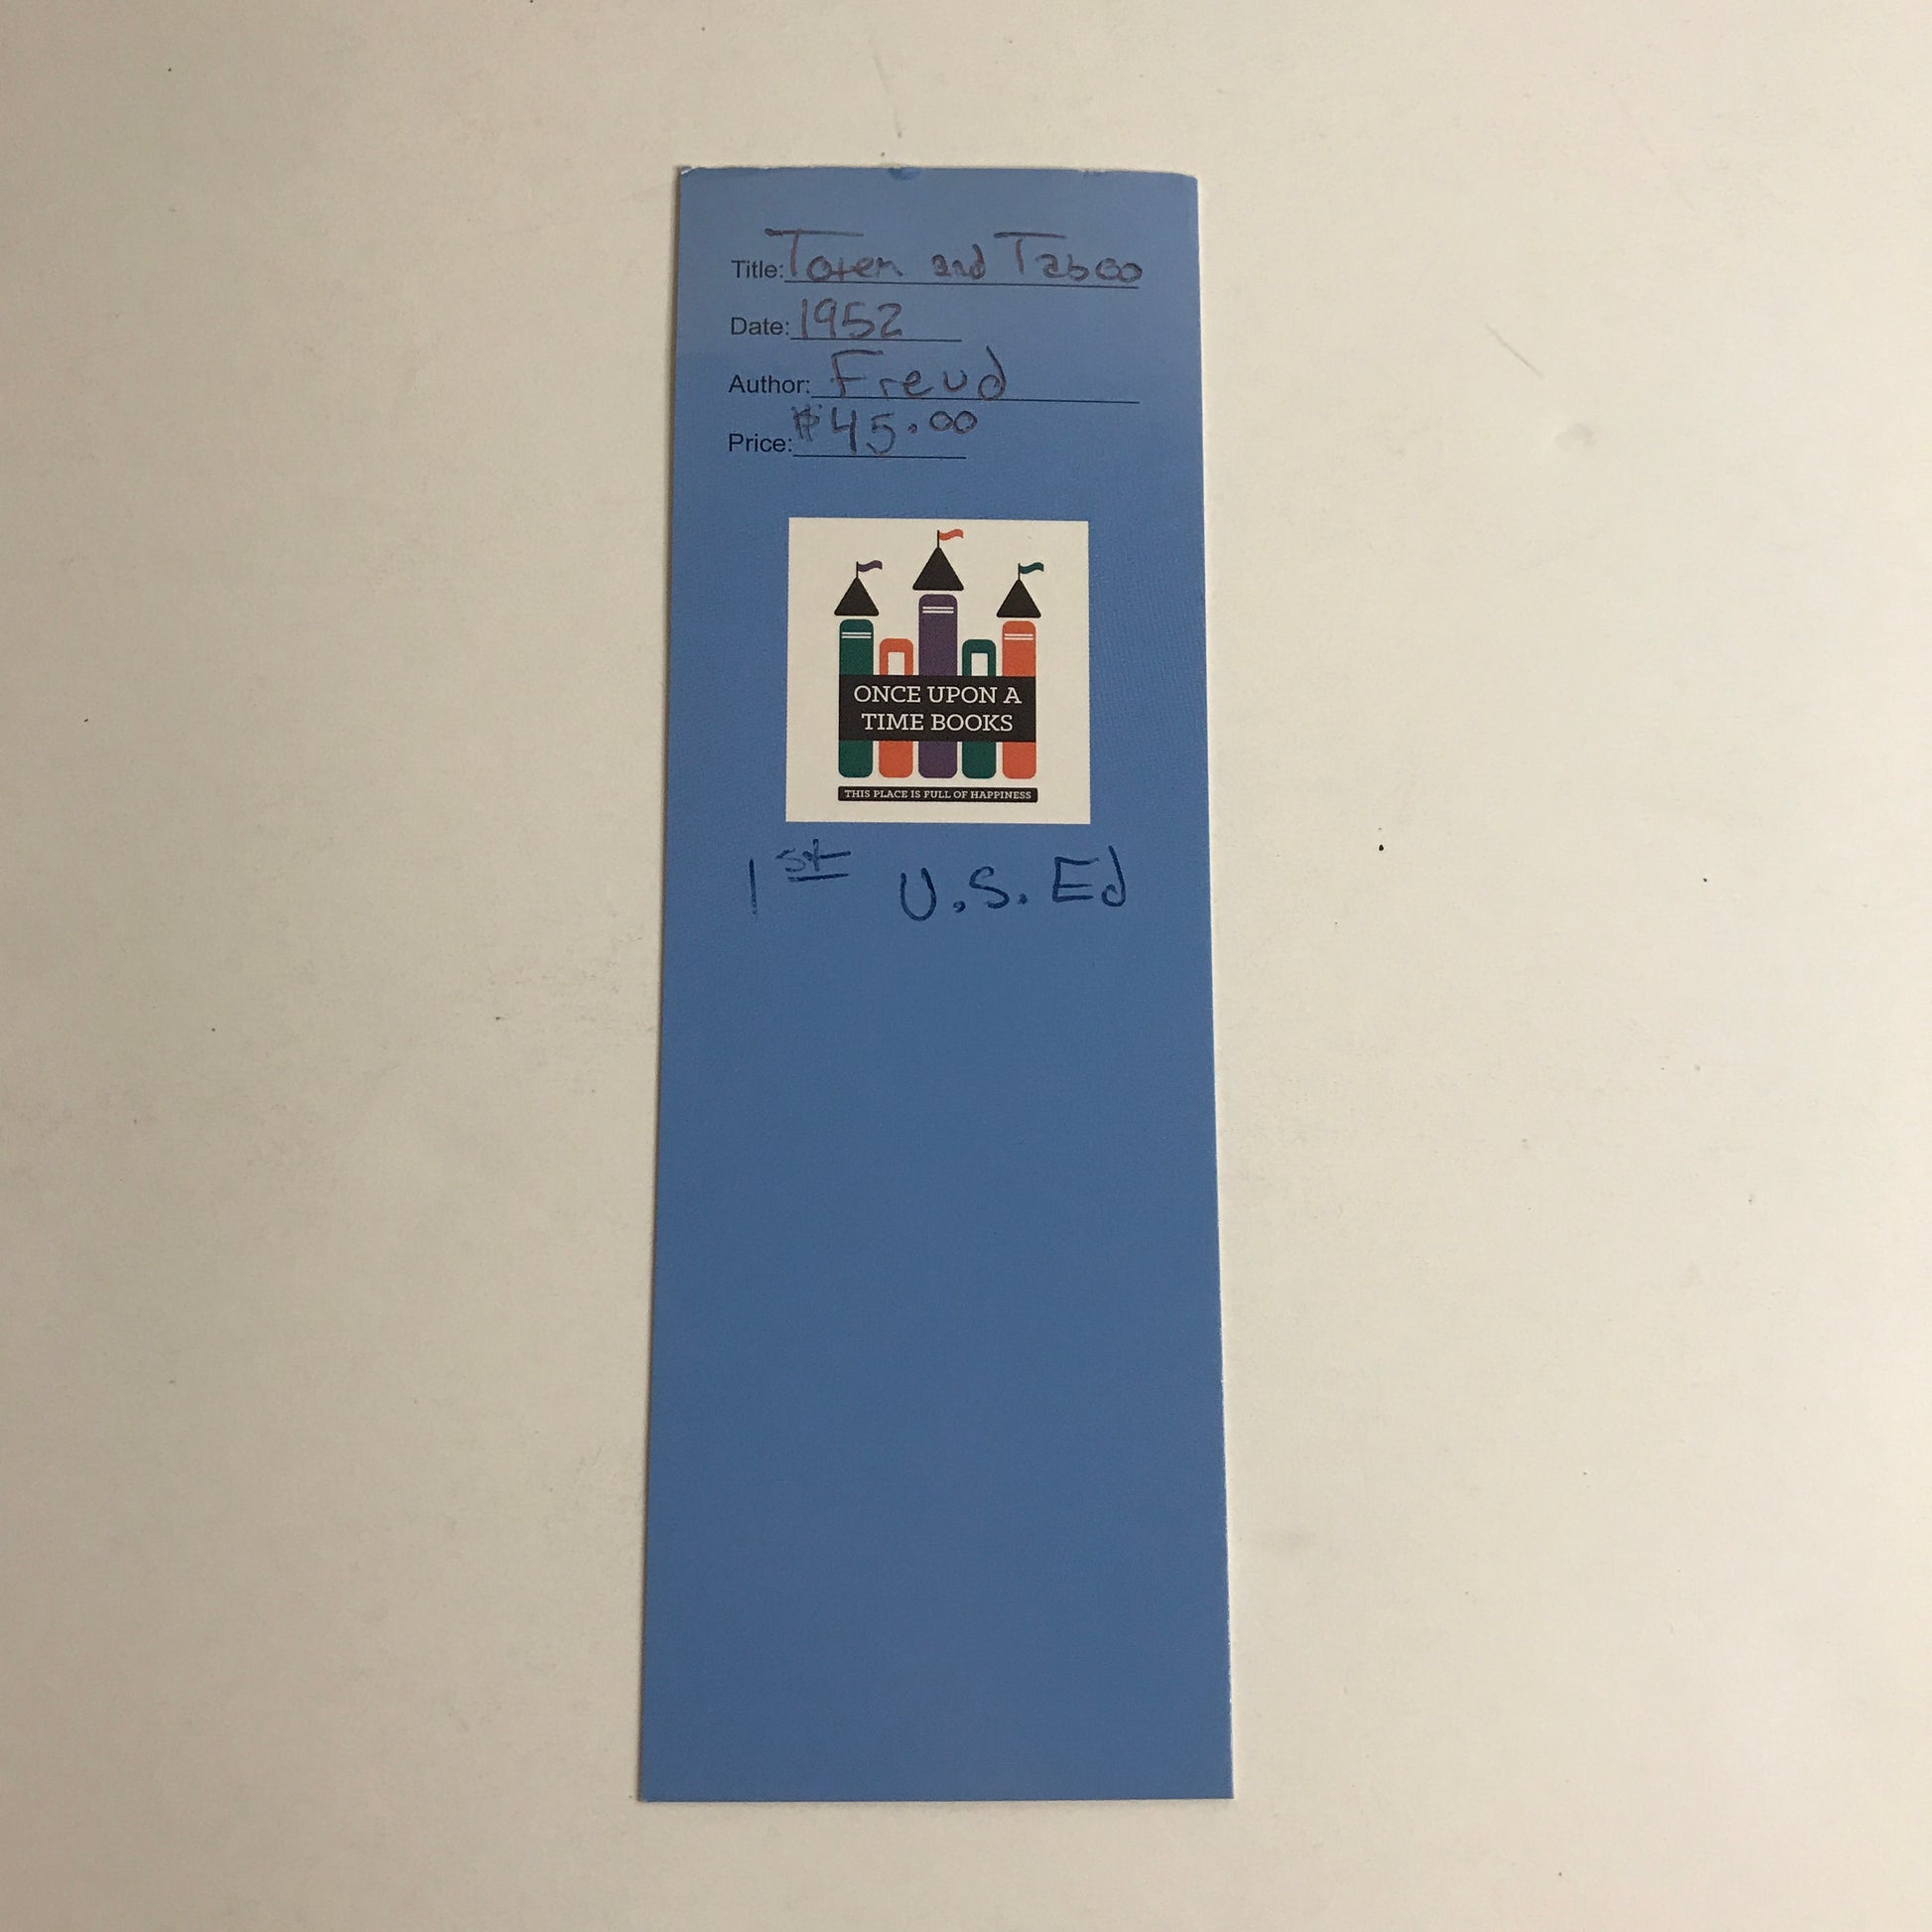 Title: Totem and Taboo
Date: 1952
Author: Freud
Price: $45.00
ONCE UPON A
TIME BOOKS
THIS PLACE IS FULL OF HAPPINESS
1st U.S. Ed